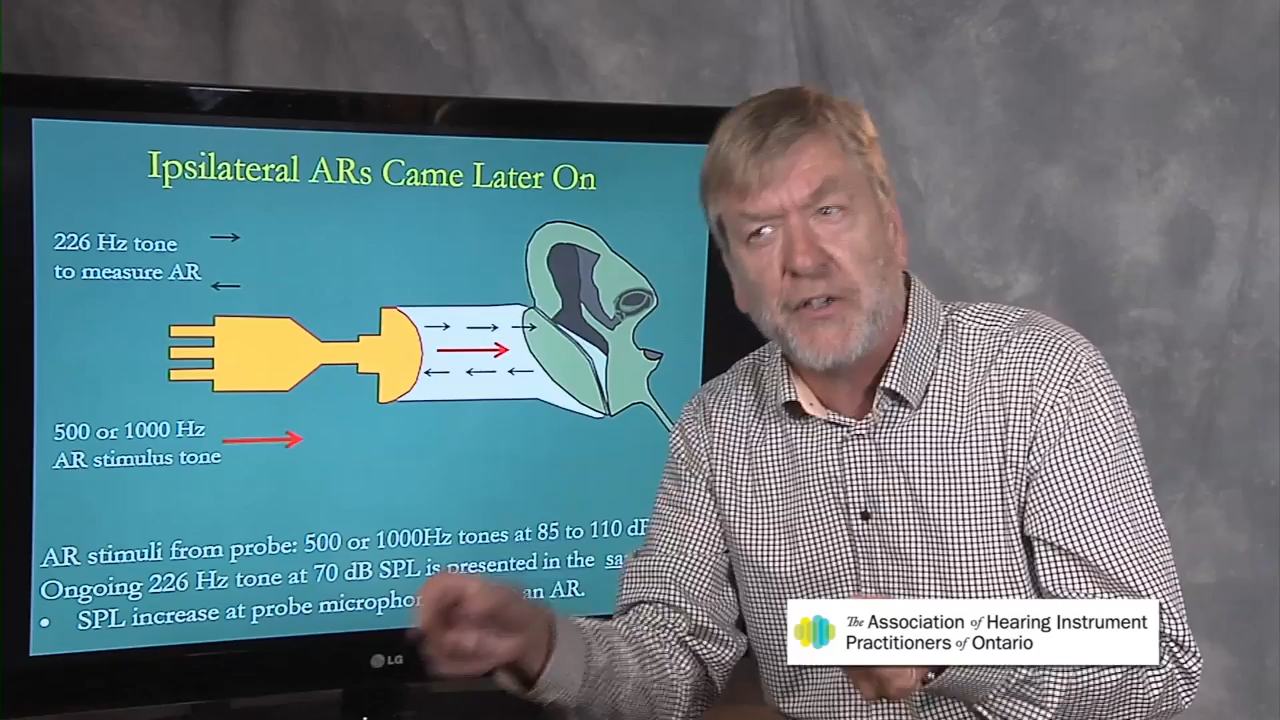 Ipsilateral ARs Came Later On
226 Hz tone
to measure AR
500 or 1000 Hz
AR stimulus tone
AR stimuli from probe: 500 or 1000Hz tones at 85 to 110
Ongoing 226 Hz tone at 70 dB SPL is presented in the
• SPL increase at probe an AR.
LG
The Association of Hearing Instrument
Practitioners of Ontario